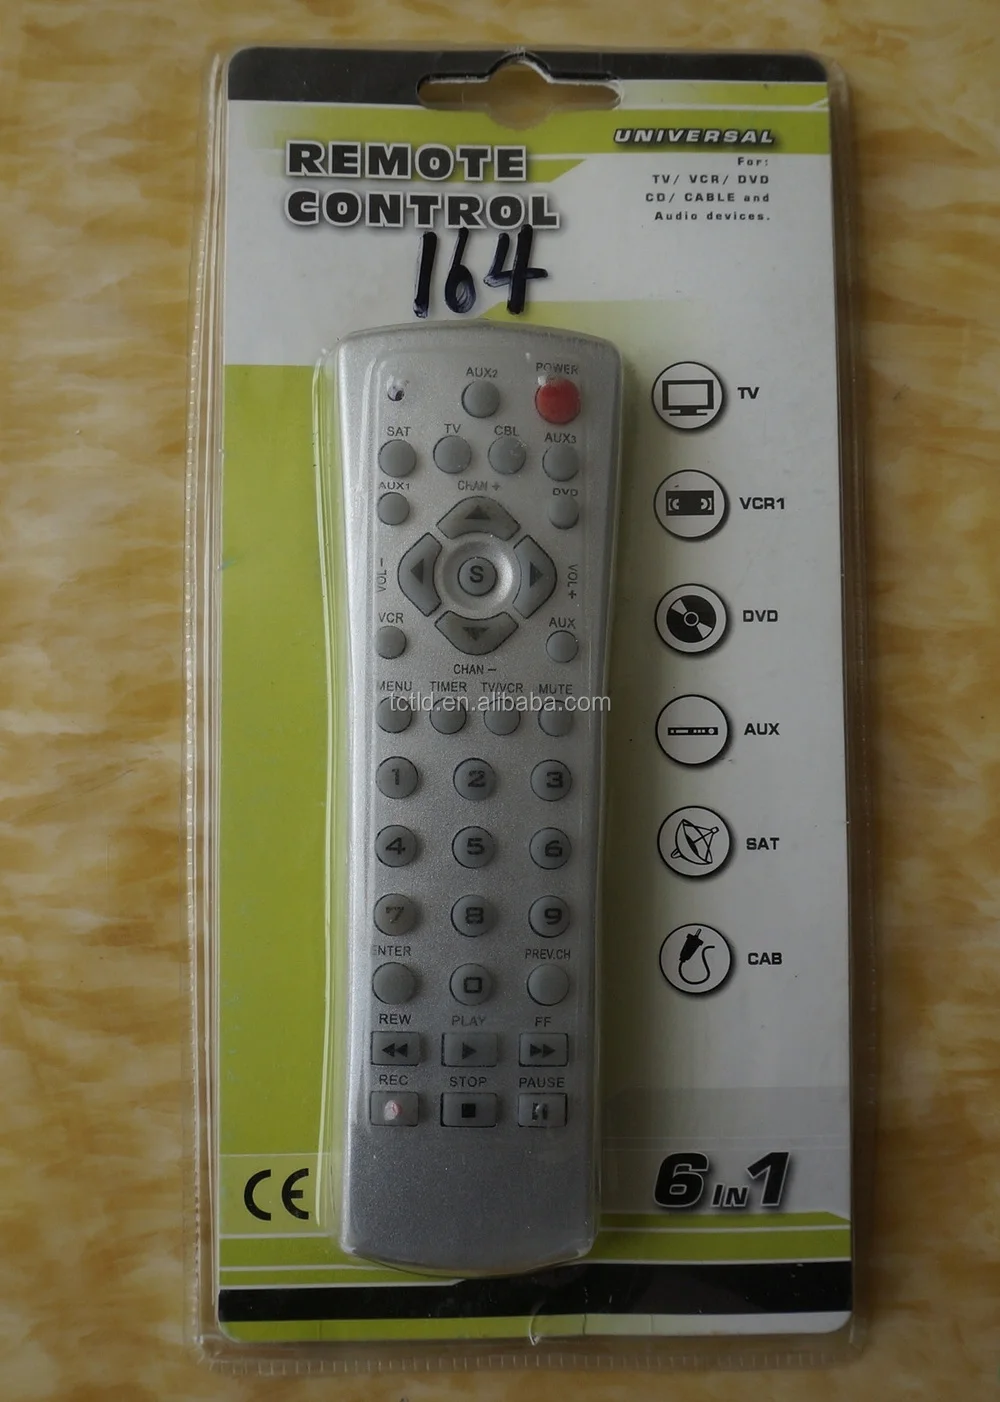 UNIVERSAL
REMOTE
CONTROL
For:
TV/ VCR/ DVD
CD/ CABLE and
Audio devices.
164
AUX2 POWER
SAT TV CBL AUX3
AUX1 CHAN + DVD
VOL - S VOL +
VCR AUX
CHAN -
MENU TIMER TV/VCR MUTE
tctltd.en.alibaba.com
1 2 3
4 5 6
7 8 9
ENTER PREV.CH
0
REW PLAY FF
REC STOP PAUSE
TV
VCR1
DVD
AUX
SAT
CAB
CE
6 IN 1